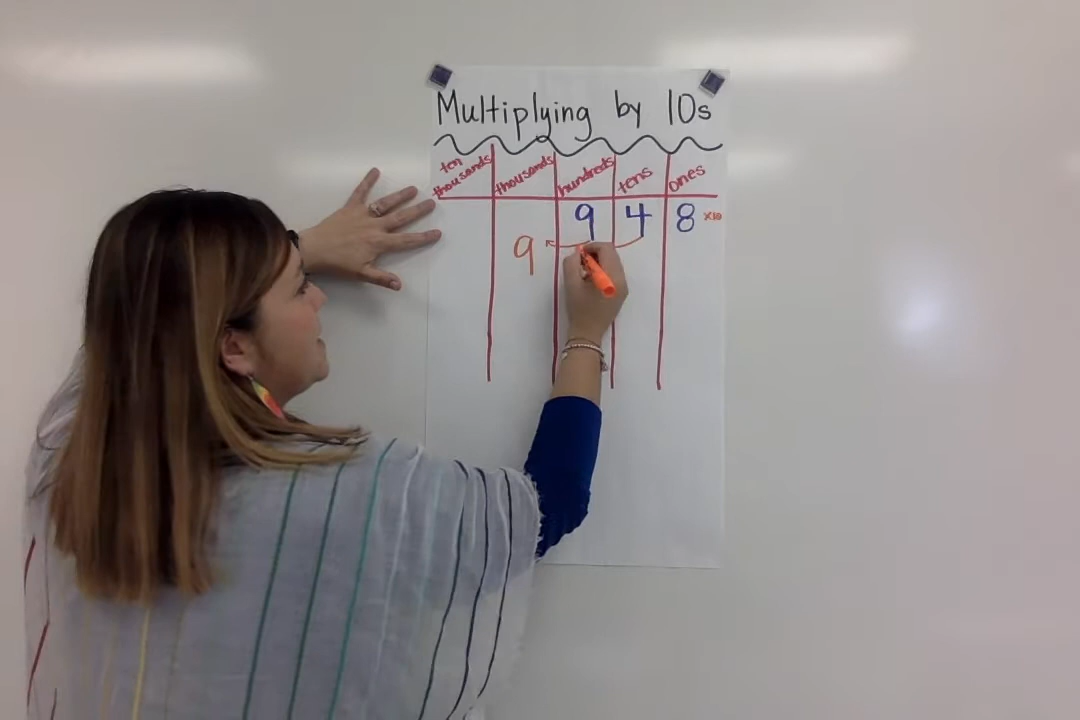 Multiplying by 10s
ten thousands thousands hundreds tens ones
9 4 8 x10
9